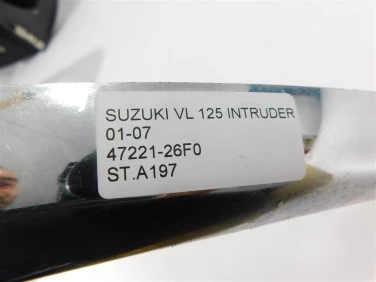 SUZUKI VL 125 INTRUDER
01-07
47221-26F0
ST.A197